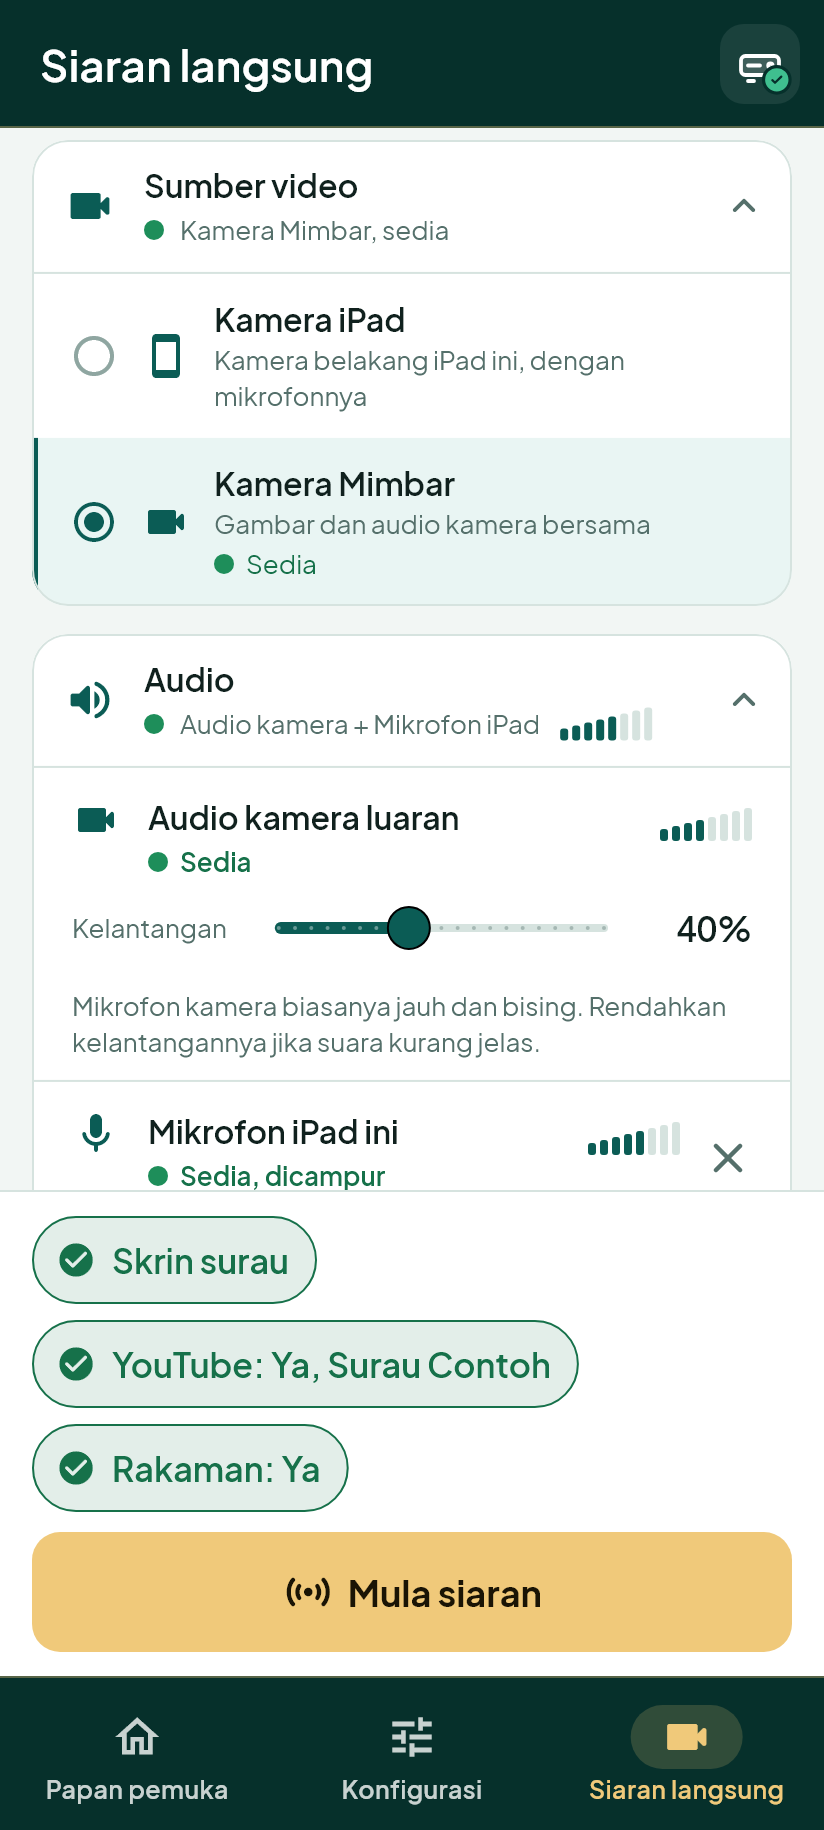 Siaran langsung
Sumber video
Kamera Mimbar, sedia
Kamera iPad
Kamera belakang iPad ini, dengan
mikrofonnya
Kamera Mimbar
Gambar dan audio kamera bersama
Sedia
Audio
Audio kamera + Mikrofon iPad
Audio kamera luaran
Sedia
Kelantangan
40%
Mikrofon kamera biasanya jauh dan bising. Rendahkan
kelantangannya jika suara kurang jelas.
Mikrofon iPad ini
Sedia, dicampur
Skrin surau
YouTube: Ya, Surau Contoh
Rakaman: Ya
Mula siaran
Papan pemuka
Konfigurasi
Siaran langsung